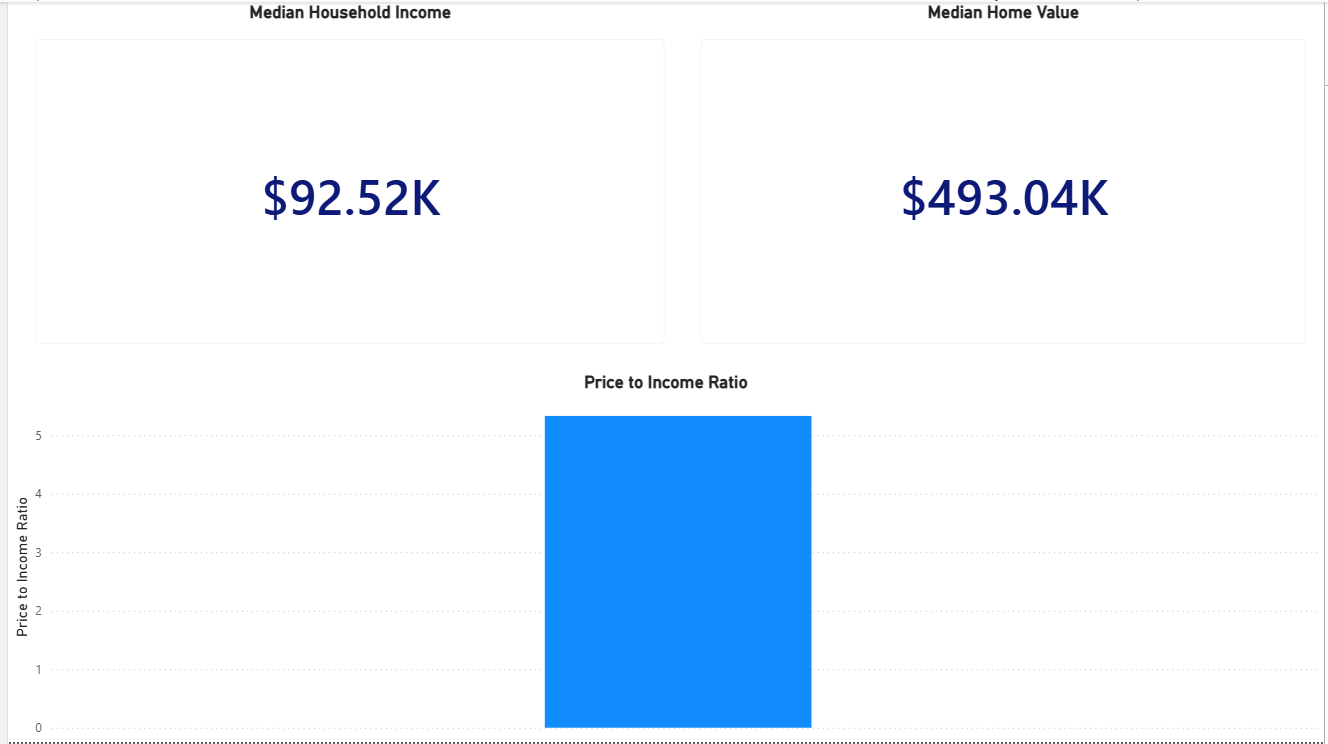 Median Household Income
Median Home Value
$92.52K
$493.04K
Price to Income Ratio
Price to Income Ratio
5
4
3
2
1
0